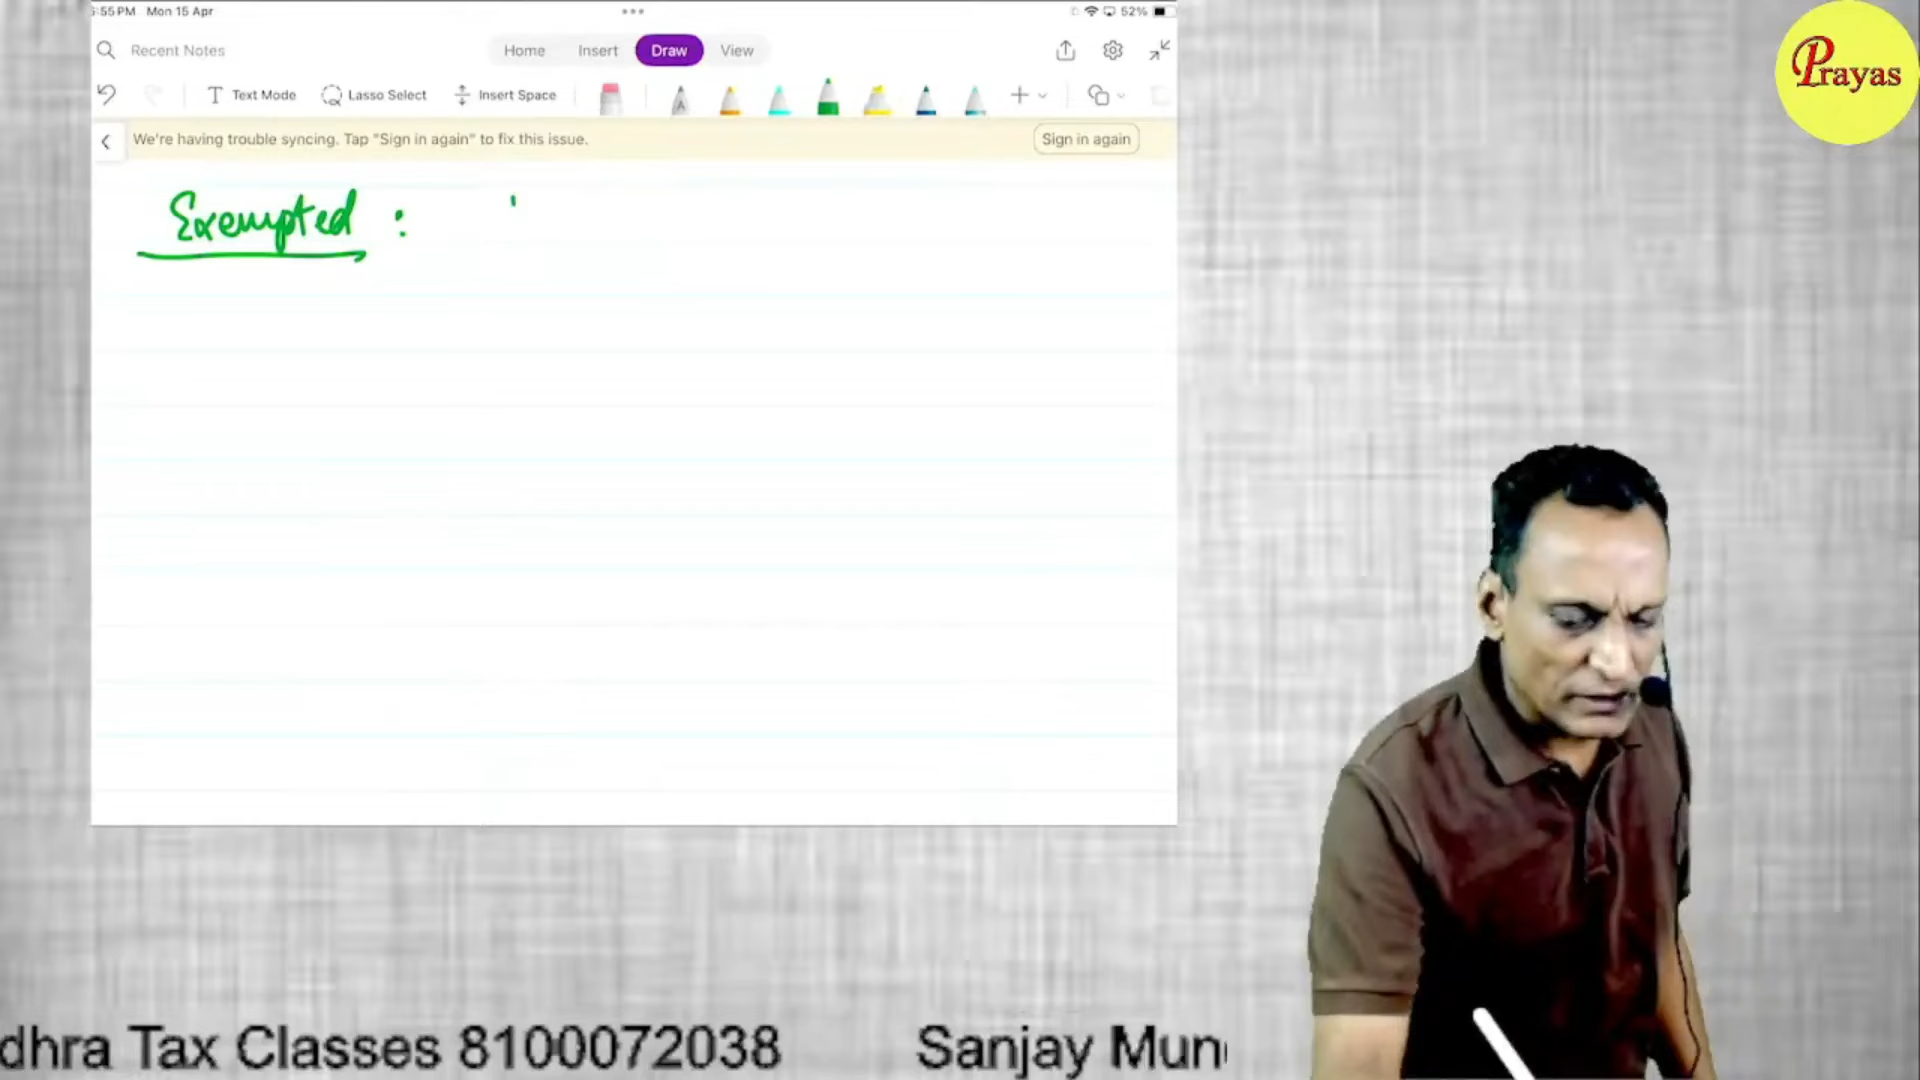 :55 PM Mon 15 Apr
52%
Prayas
Recent Notes
Home Insert Draw View
Text Mode Lasso Select Insert Space
A
We're having trouble syncing. Tap "Sign in again" to fix this issue.
Sign in again
Exempted :
dhra Tax Classes 8100072038 Sanjay Mun